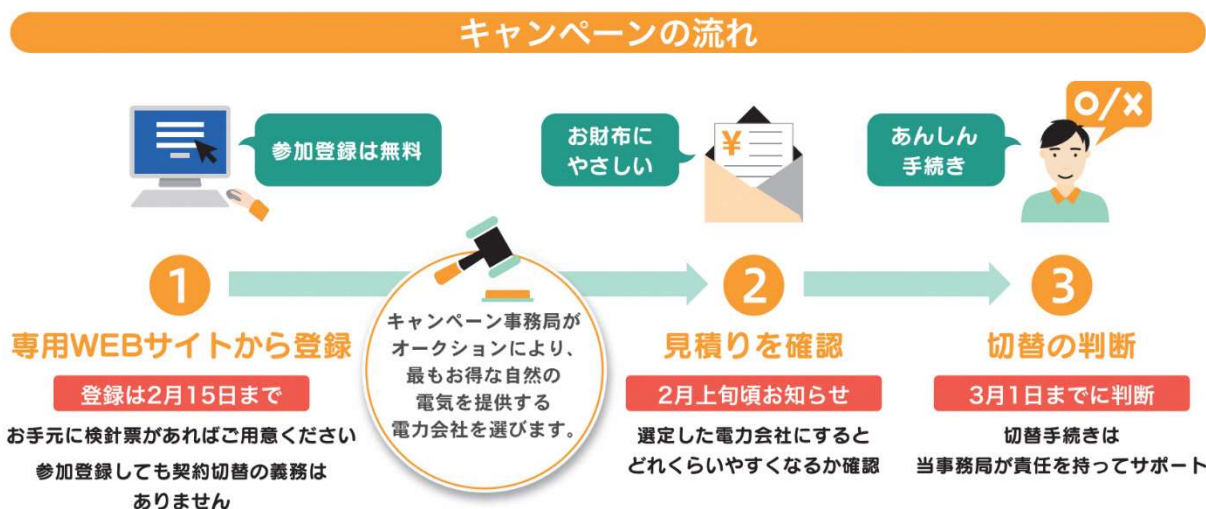 キャンペーンの流れ
参加登録は無料
お財布に
やさしい
¥
あんしん
手続き
○/×
1
専用WEBサイトから登録
登録は2月15日まで
お手元に検針票があればご用意ください
参加登録しても契約切替の義務は
ありません
キャンペーン事務局が
オークションにより、
最もお得な自然の
電気を提供する
電力会社を選びます。
2
見積りを確認
2月上旬頃お知らせ
選定した電力会社にすると
どれくらいやすくなるか確認
3
切替の判断
3月1日までに判断
切替手続きは
当事務局が責任を持ってサポート